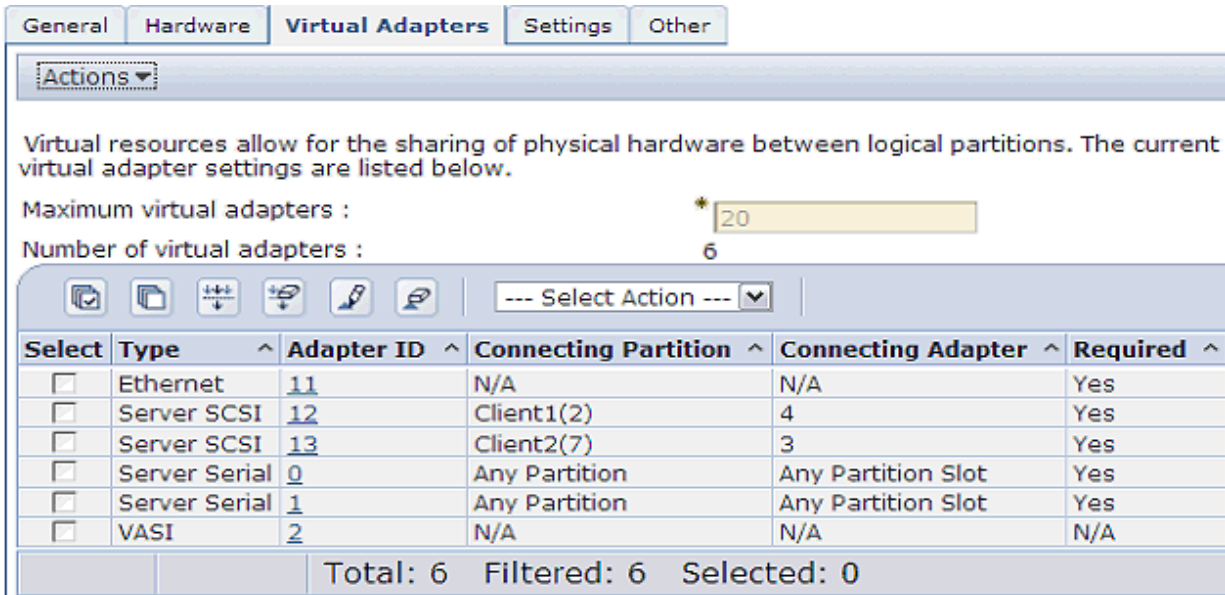 General Hardware Virtual Adapters Settings Other
Actions
Virtual resources allow for the sharing of physical hardware between logical partitions. The current
virtual adapter settings are listed below.
Maximum virtual adapters : * 20
Number of virtual adapters : 6
--- Select Action ---
Select Type ^ Adapter ID ^ Connecting Partition ^ Connecting Adapter ^ Required ^
Ethernet 11 N/A N/A Yes
Server SCSI 12 Client1(2) 4 Yes
Server SCSI 13 Client2(7) 3 Yes
Server Serial 0 Any Partition Any Partition Slot Yes
Server Serial 1 Any Partition Any Partition Slot Yes
VASI 2 N/A N/A N/A
Total: 6 Filtered: 6 Selected: 0